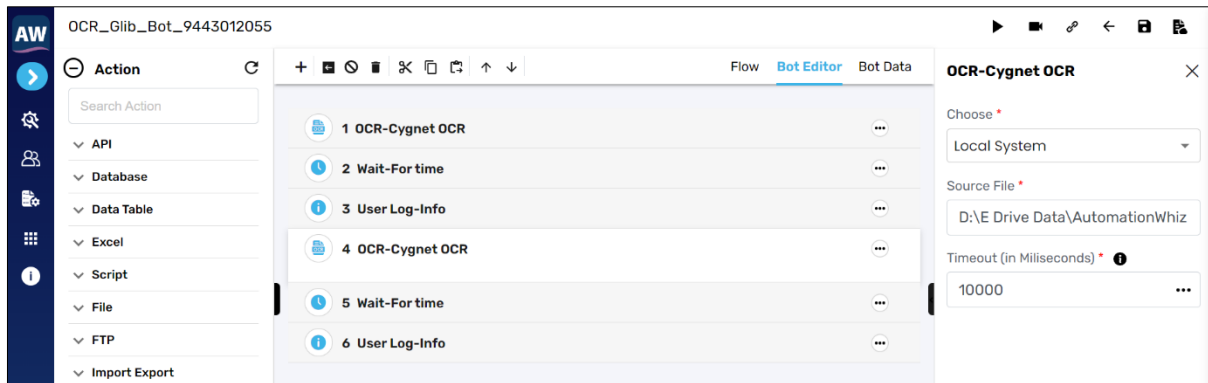 AW
OCR_Glib_Bot_9443012055
Action
Search Action
API
Database
Data Table
Excel
Script
File
FTP
Import Export
Flow Bot Editor Bot Data
1 OCR-Cygnet OCR
2 Wait-For time
3 User Log-Info
4 OCR-Cygnet OCR
5 Wait-For time
6 User Log-Info
OCR-Cygnet OCR
Choose *
Local System
Source File *
D:\E Drive Data\AutomationWhiz
Timeout (in Miliseconds) *
10000